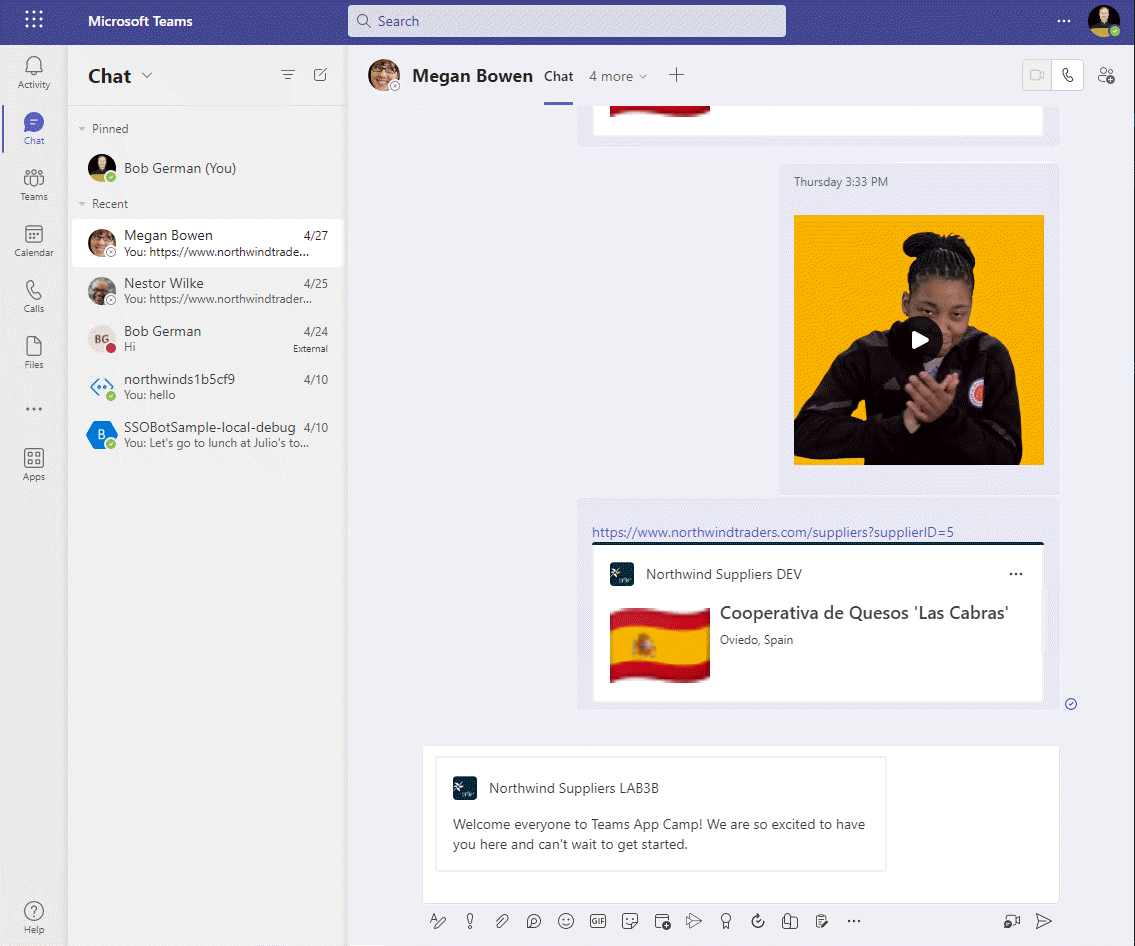 Microsoft Teams
Search
Activity
Chat
Teams
Calendar
Calls
Files
Apps
Help
Chat
Pinned
Bob German (You)
Recent
Megan Bowen 4/27
You: https://www.northwindtrade...
Nestor Wilke 4/25
You: https://www.northwindtrader...
BG
Bob German 4/24
Hi External
northwinds1b5cf9 4/10
You: hello
B
SSOBotSample-local-debug 4/10
You: Let's go to lunch at Julio's to...
Megan Bowen Chat 4 more
Thursday 3:33 PM
https://www.northwindtraders.com/suppliers?supplierID=5
Northwind Suppliers DEV
Cooperativa de Quesos 'Las Cabras'
Oviedo, Spain
Northwind Suppliers LAB3B
Welcome everyone to Teams App Camp! We are so excited to have
you here and can't wait to get started.
GIF